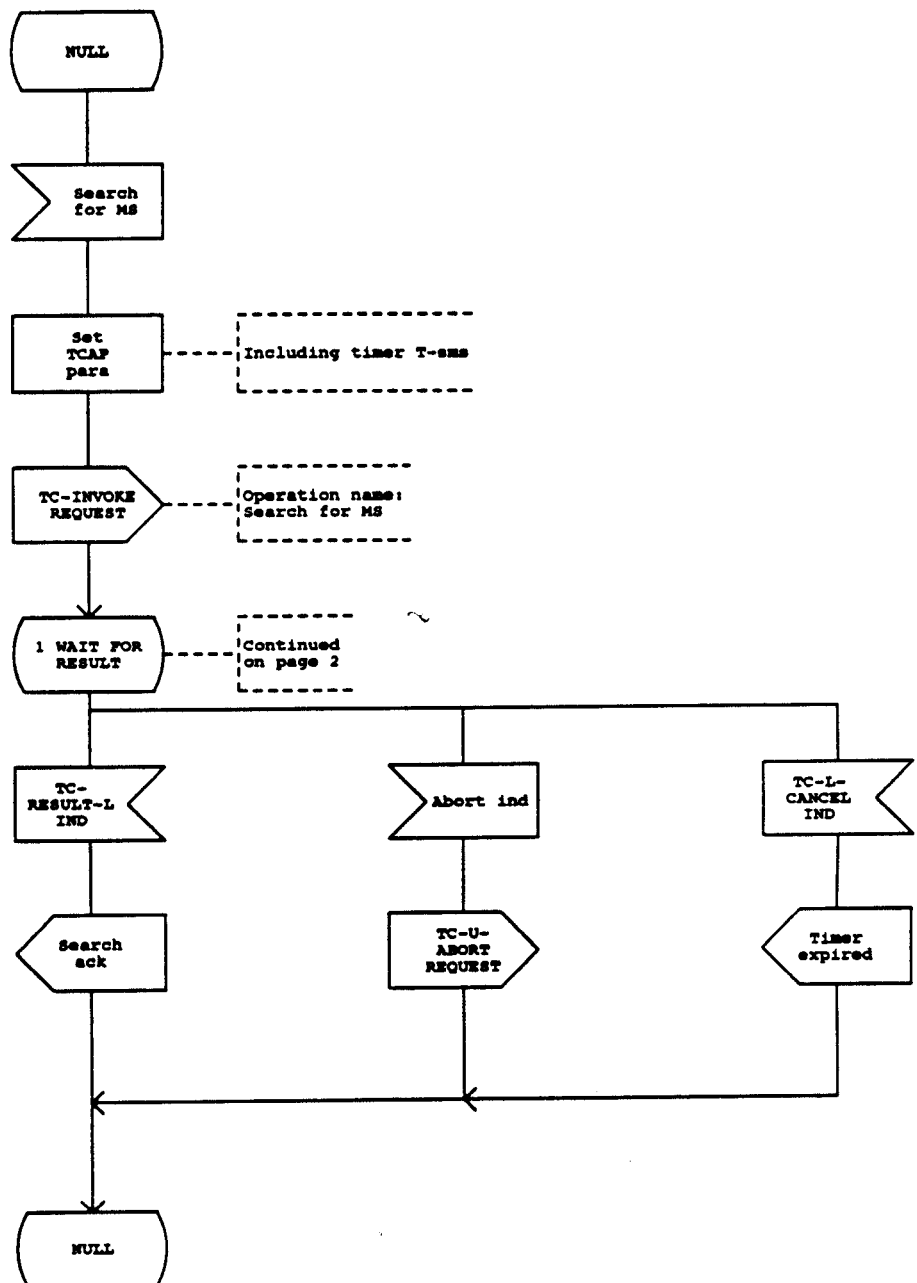 NULL
Search
for MS
Set
TCAP
para
Including timer T-sms
TC-INVOKE
REQUEST
Operation name:
Search for MS
1 WAIT FOR
RESULT
Continued
on page 2
TC-
RESULT-L
IND
Abort ind
TC-L-
CANCEL
IND
Search
ack
TC-U-
ABORT
REQUEST
Timer
expired
NULL